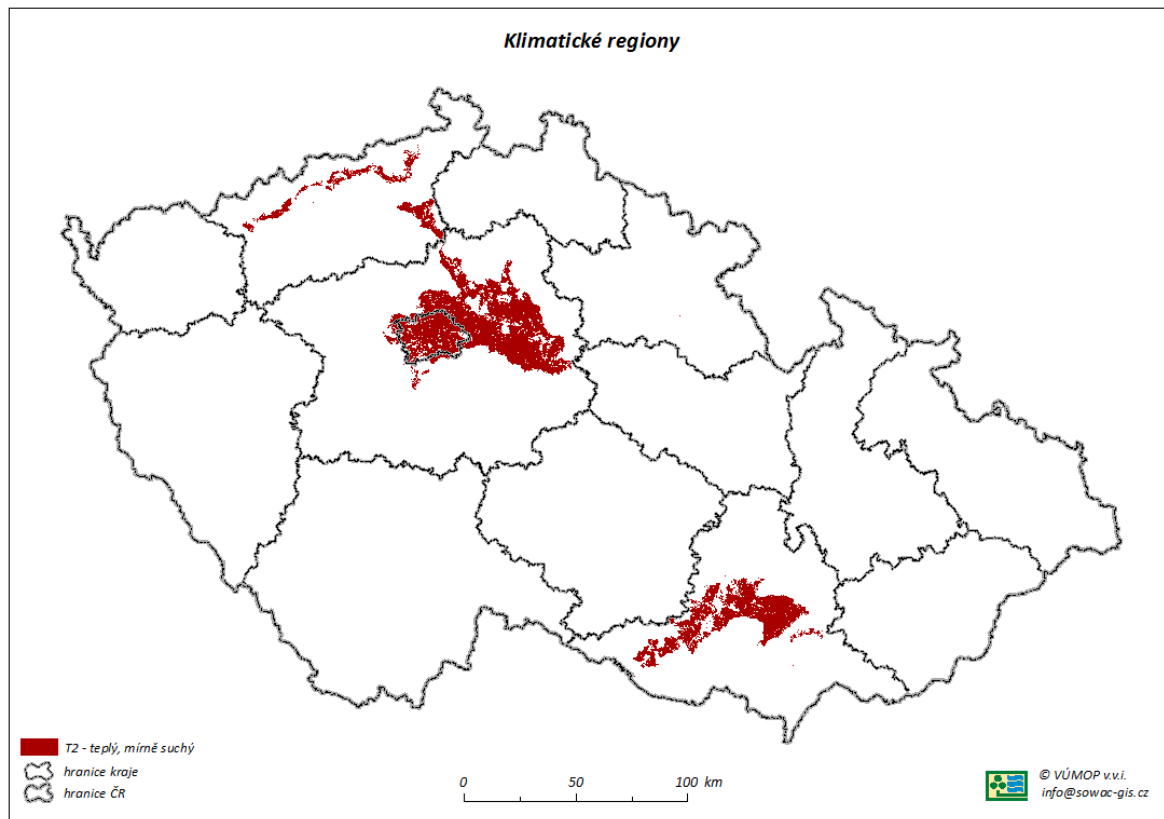 Klimatické regiony
T2 - teplý, mírně suchý
hranice kraje
hranice ČR
0 50 100 km
© VÚMOP v.v.i.
info@sowac-gis.cz